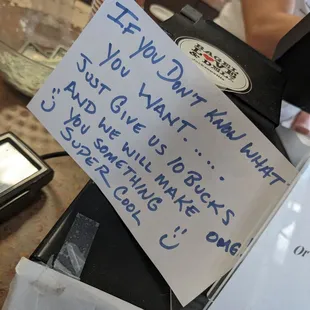 IF YOU DON'T KNOW WHAT
YOU WANT.....
JUST GIVE US 10 BUCKS
AND WE WILL MAKE
YOU SOMETHING
SUPER COOL
OMG!
or